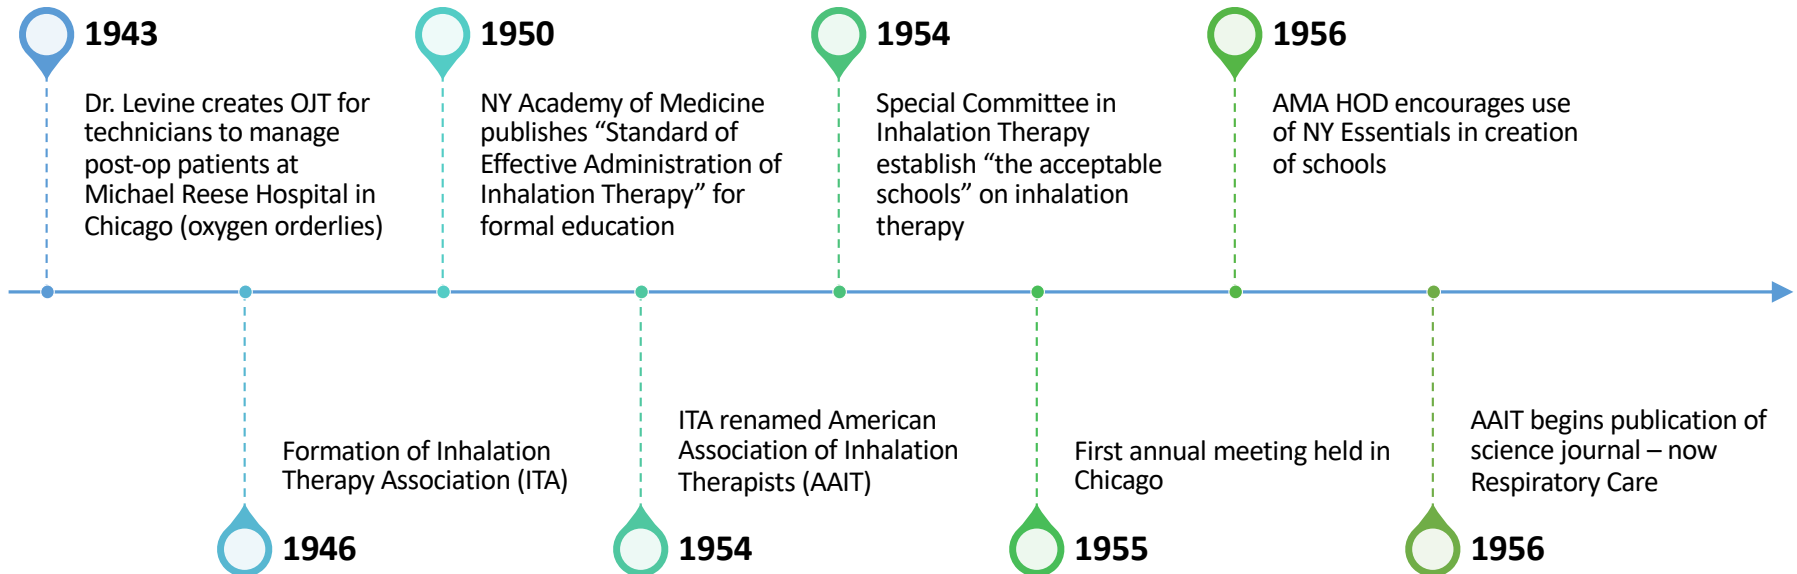 1943
Dr. Levine creates OJT for
technicians to manage
post-op patients at
Michael Reese Hospital in
Chicago (oxygen orderlies)
1946
Formation of Inhalation
Therapy Association (ITA)
1950
NY Academy of Medicine
publishes “Standard of
Effective Administration of
Inhalation Therapy” for
formal education
1954
ITA renamed American
Association of Inhalation
Therapists (AAIT)
1954
Special Committee in
Inhalation Therapy
establish “the acceptable
schools” on inhalation
therapy
1955
First annual meeting held in
Chicago
1956
AMA HOD encourages use
of NY Essentials in creation
of schools
1956
AAIT begins publication of
science journal – now
Respiratory Care